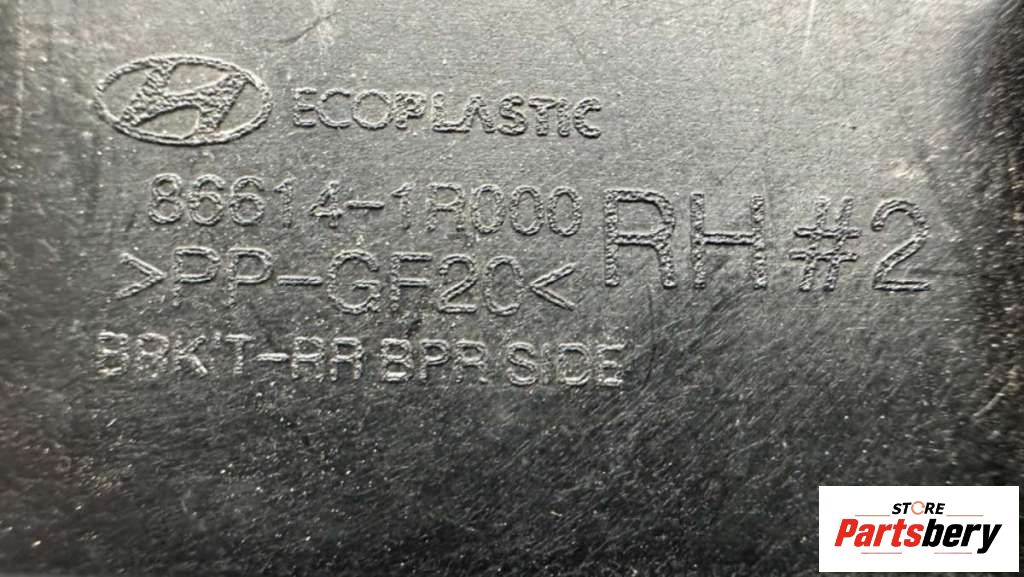 ECOPLASTIC
86614-1R000
RH #2
>PP-GF20<
BRK'T-RR BPR SIDE
STORE
Partsbery